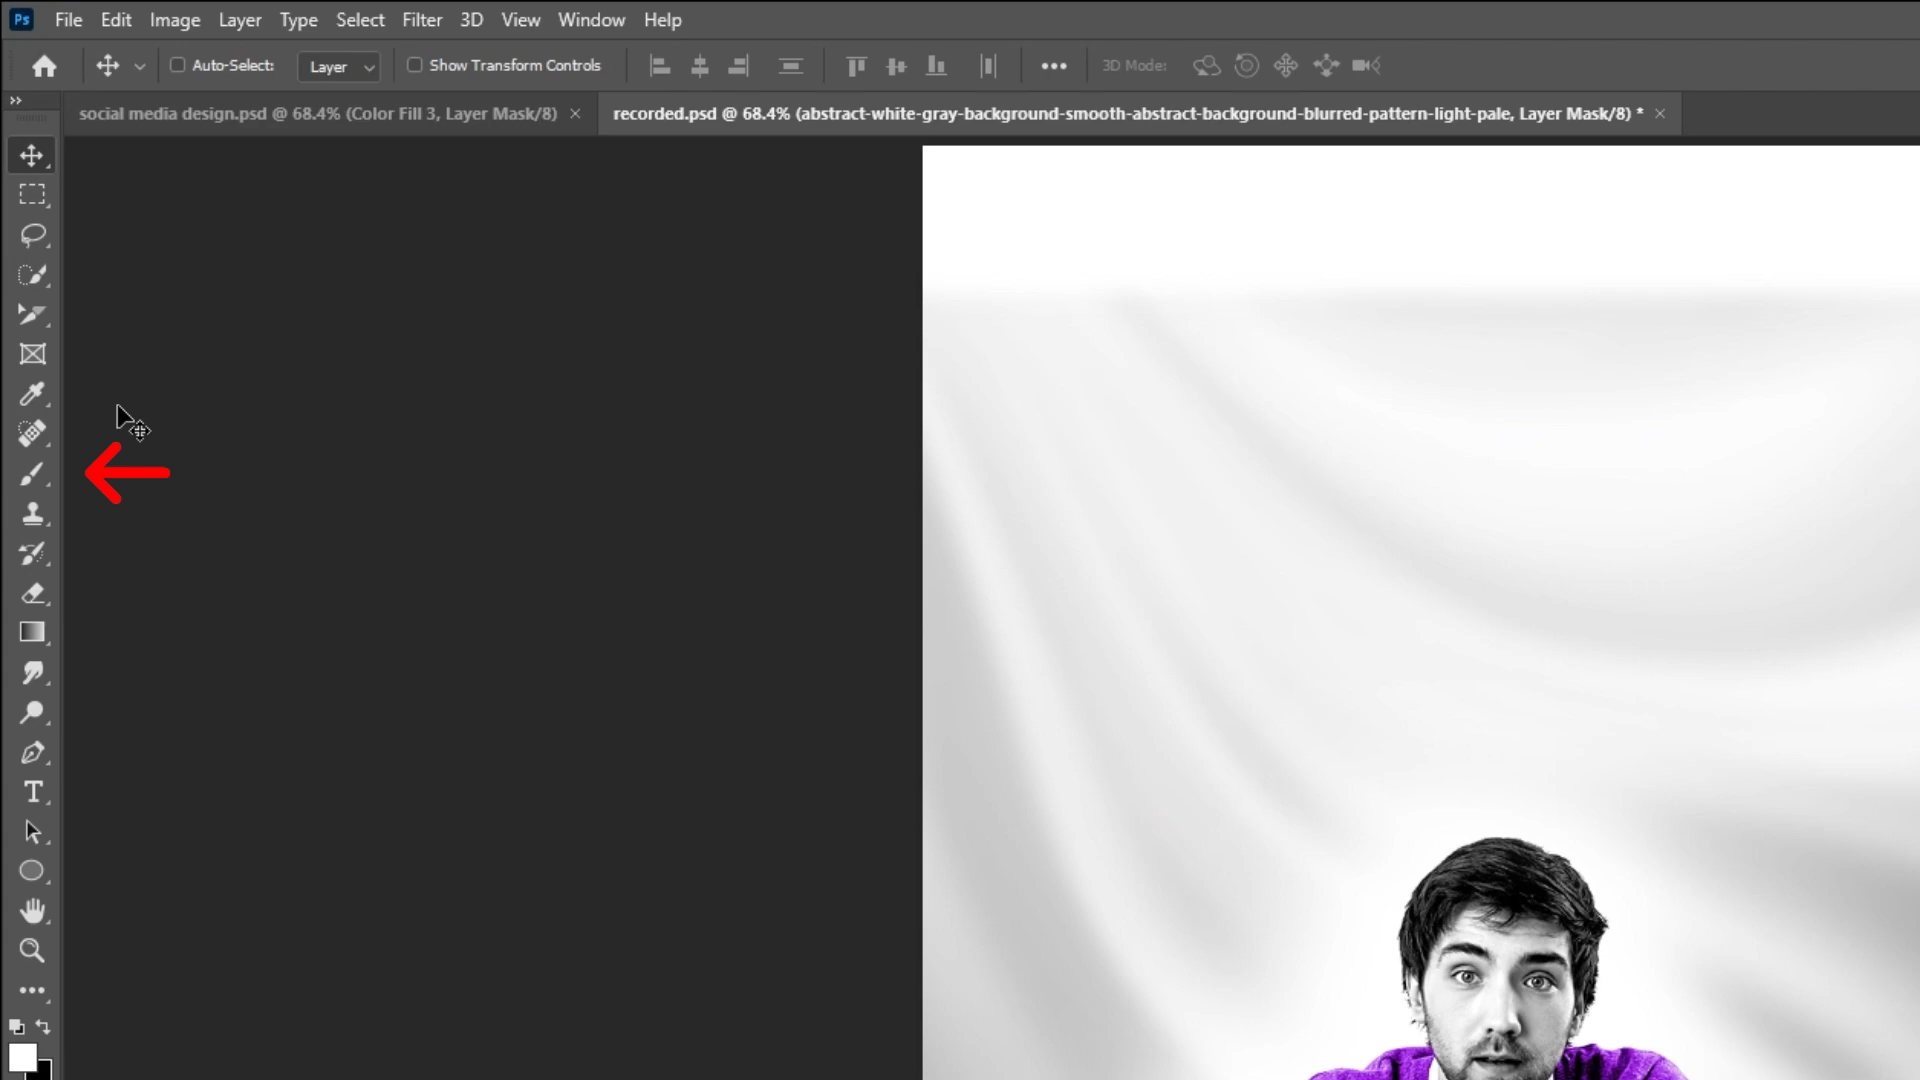 Ps File Edit Image Layer Type Select Filter 3D View Window Help
Auto-Select: Layer Show Transform Controls 3D Mode:
social media design.psd @ 68.4% (Color Fill 3, Layer Mask/8) × recorded.psd @ 68.4% (abstract-white-gray-background-smooth-abstract-background-blurred-pattern-light-pale, Layer Mask/8) * ×